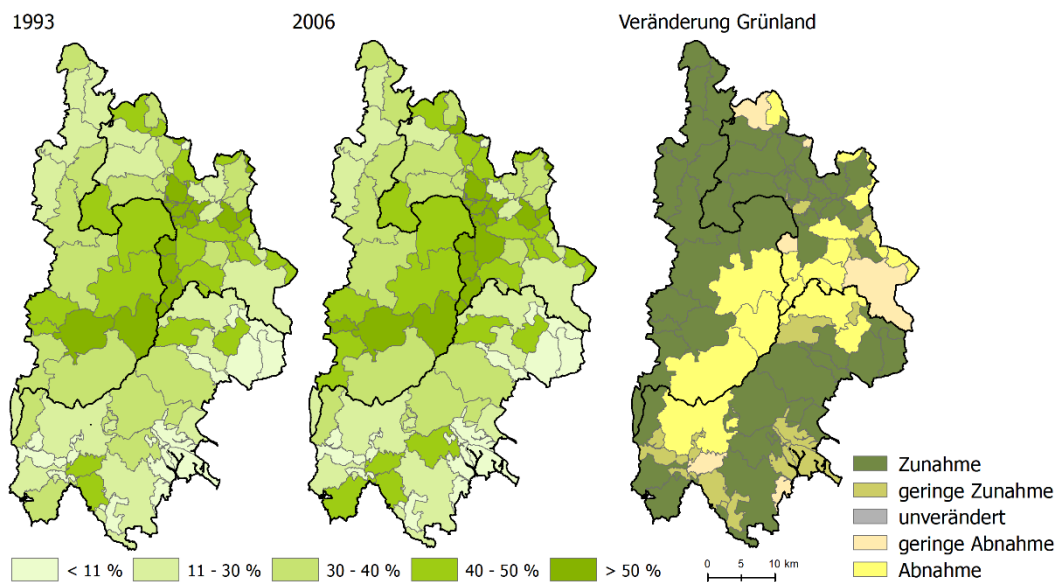 1993 2006 Veränderung Grünland
Zunahme
geringe Zunahme
unverändert
geringe Abnahme
Abnahme
< 11 % 11 - 30 % 30 - 40 % 40 - 50 % > 50 %
0 5 10 km